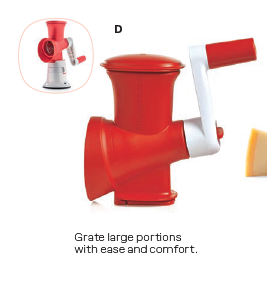 D
Grate large portions
with ease and comfort.